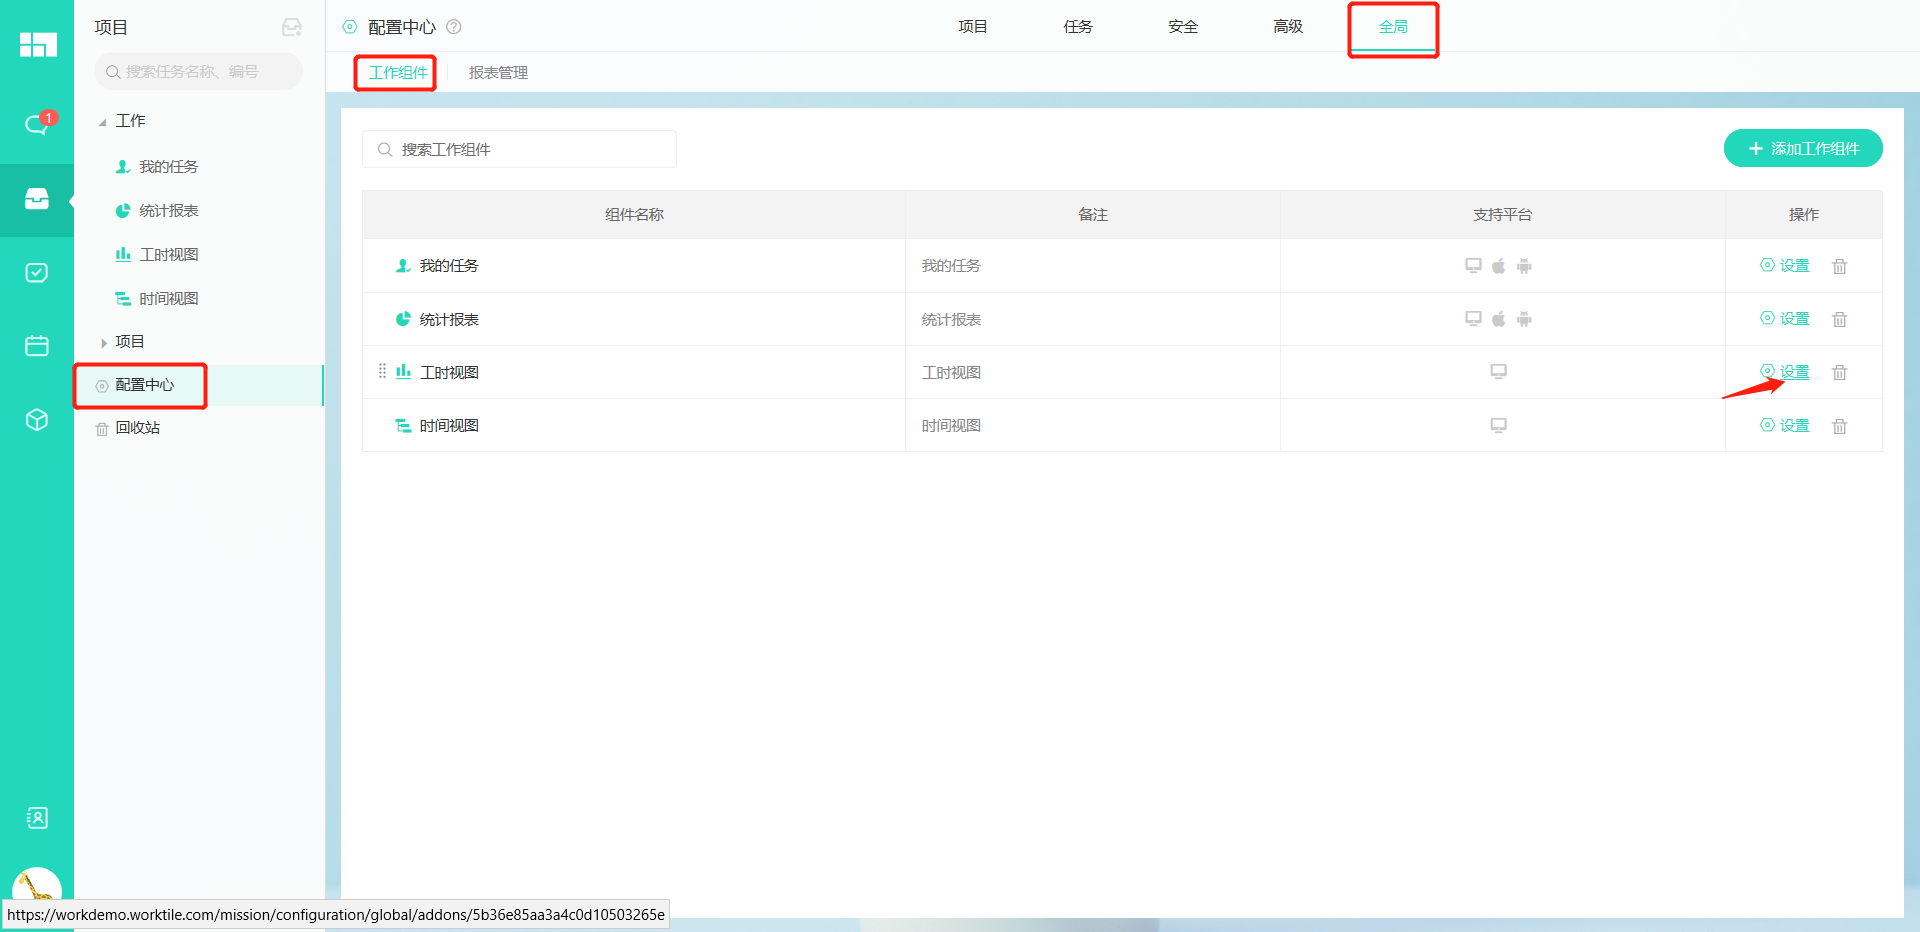 项目
搜索任务名称、编号
1
工作
我的任务
统计报表
工时视图
时间视图
项目
配置中心
回收站
配置中心 ?
项目 任务 安全 高级 全局
工作组件 报表管理
搜索工作组件
+ 添加工作组件
组件名称 备注 支持平台 操作
我的任务 我的任务 设置
统计报表 统计报表 设置
工时视图 工时视图 设置
时间视图 时间视图 设置
https://workdemo.worktile.com/mission/configuration/global/addons/5b36e85aa3a4c0d10503265e